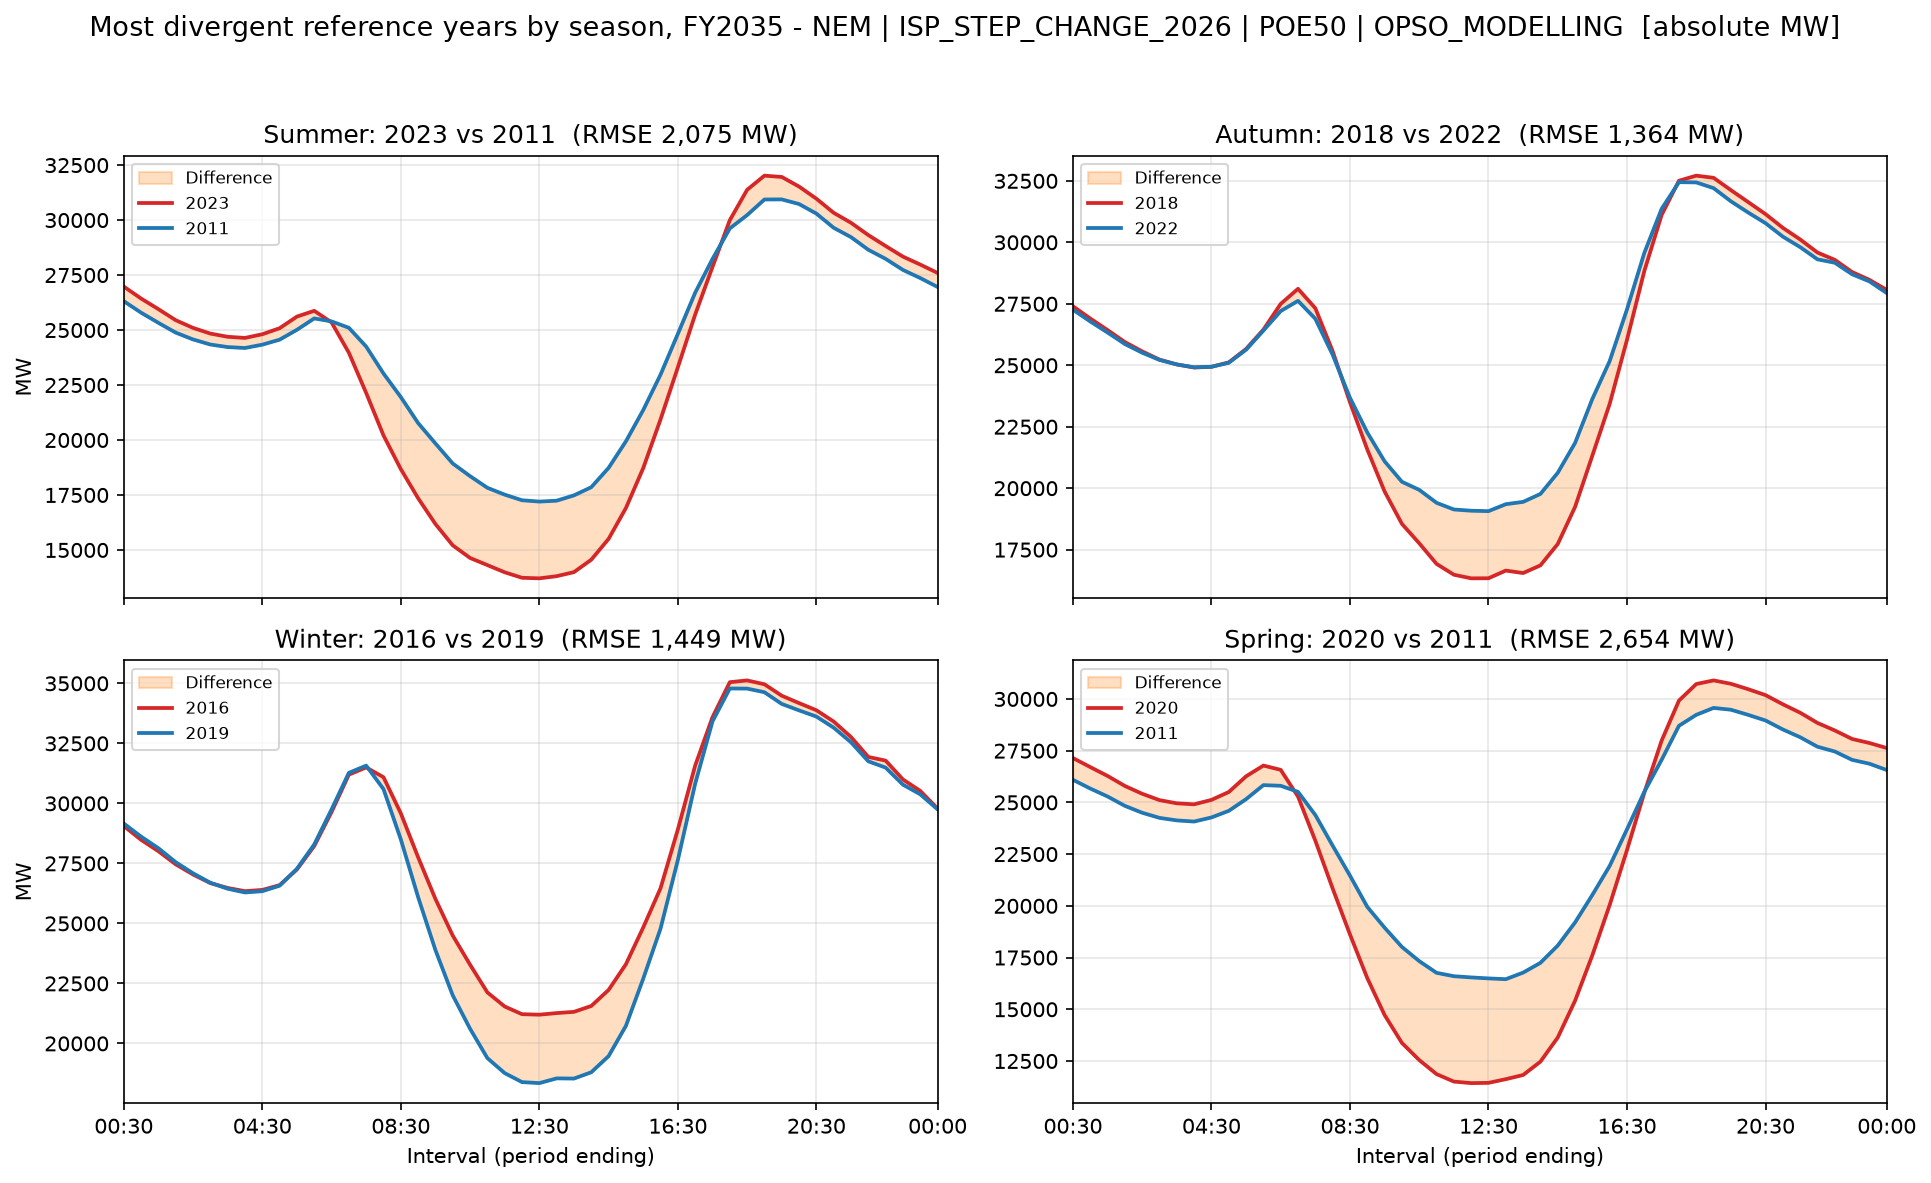 Most divergent reference years by season, FY2035 - NEM | ISP_STEP_CHANGE_2026 | POE50 | OPSO_MODELLING  [absolute MW]
Summer: 2023 vs 2011  (RMSE 2,075 MW)
32500
30000
27500
25000
22500
20000
17500
15000
MW
Difference
2023
2011
Autumn: 2018 vs 2022  (RMSE 1,364 MW)
32500
30000
27500
25000
22500
20000
17500
Difference
2018
2022
Winter: 2016 vs 2019  (RMSE 1,449 MW)
35000
32500
30000
27500
25000
22500
20000
MW
Difference
2016
2019
00:30 04:30 08:30 12:30 16:30 20:30 00:00
Interval (period ending)
Spring: 2020 vs 2011  (RMSE 2,654 MW)
30000
27500
25000
22500
20000
17500
15000
12500
Difference
2020
2011
00:30 04:30 08:30 12:30 16:30 20:30 00:00
Interval (period ending)